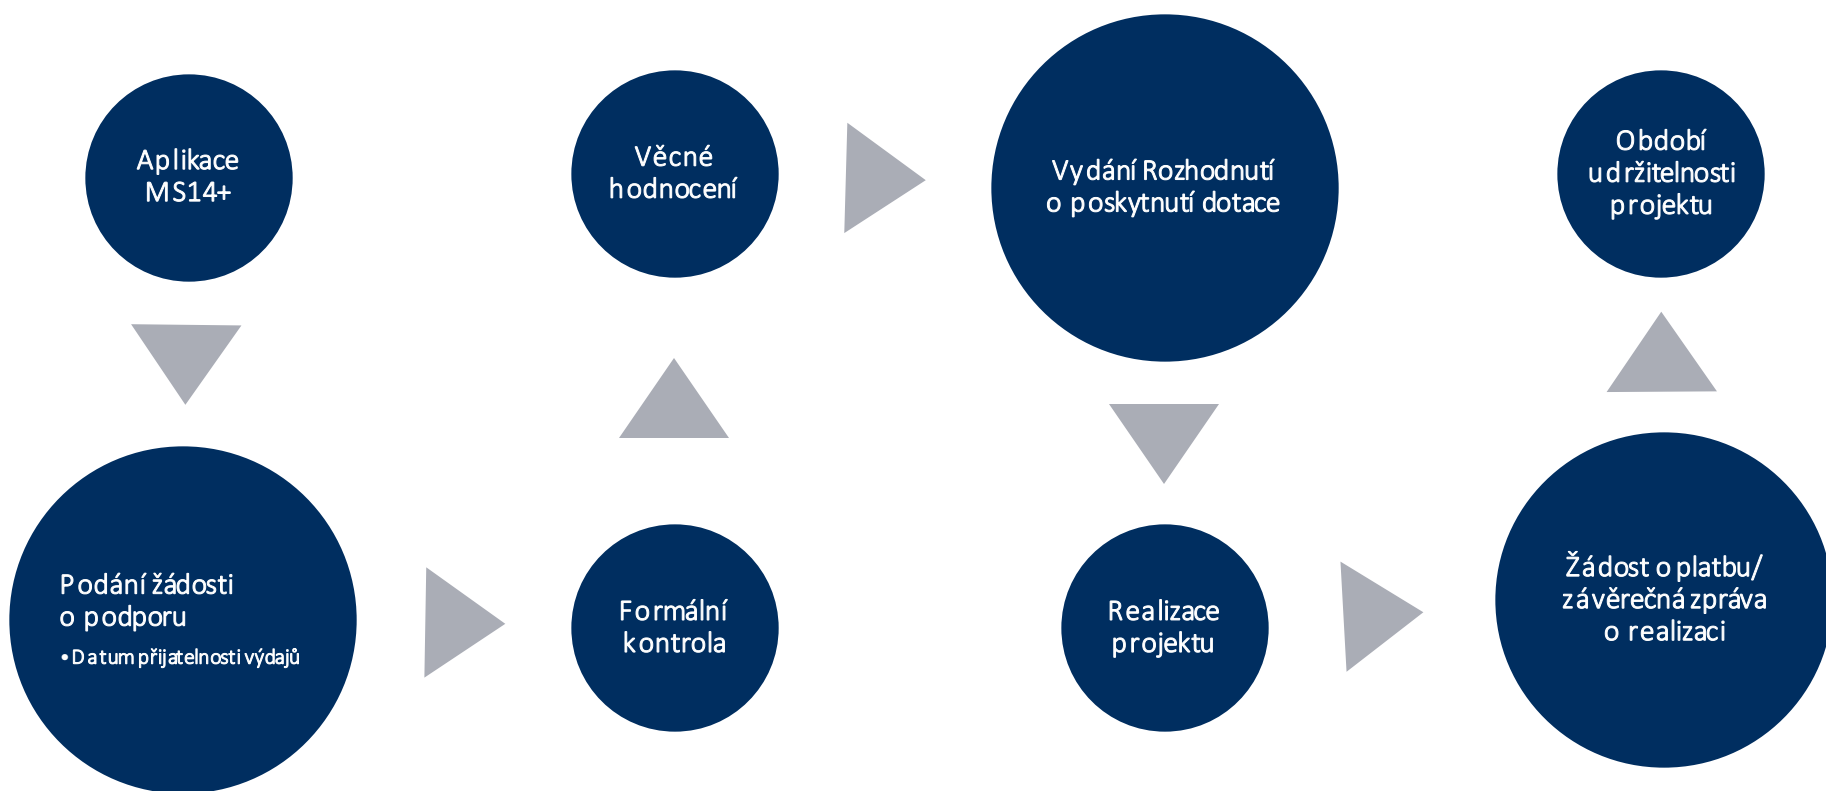 Aplikace
MS14+
Podání žádosti
o podporu
• Datum přijatelnosti výdajů
Formální
kontrola
Věcné
hodnocení
Vydání Rozhodnutí
o poskytnutí dotace
Realizace
projektu
Žádost o platbu/
závěrečná zpráva
o realizaci
Období
udržitelnosti
projektu